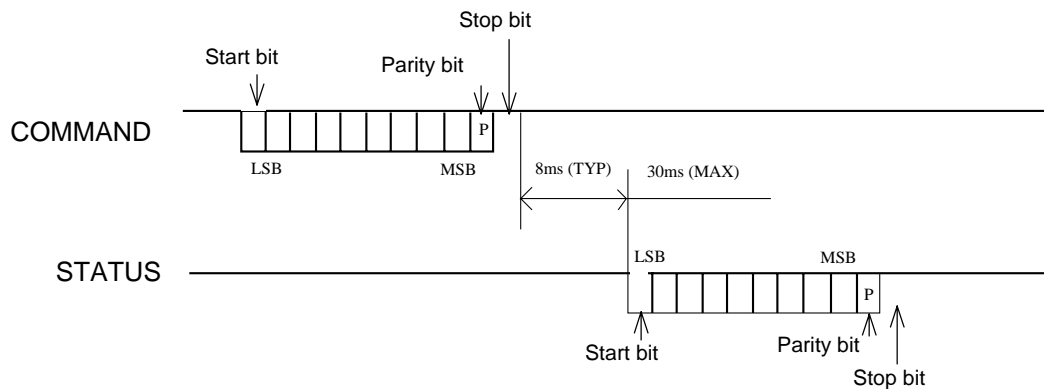 Stop bit
Start bit
Parity bit
COMMAND
P
LSB
MSB
8ms (TYP)
30ms (MAX)
STATUS
LSB
MSB
P
Start bit
Parity bit
Stop bit